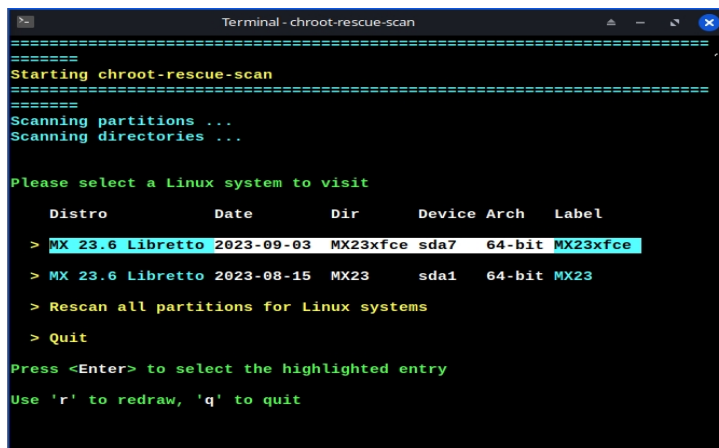 Terminal - chroot-rescue-scan
========================================================================
=======
Starting chroot-rescue-scan
========================================================================
=======
Scanning partitions ...
Scanning directories ...
Please select a Linux system to visit
Distro Date Dir Device Arch Label
> MX 23.6 Libretto 2023-09-03 MX23xfce sda7 64-bit MX23xfce
> MX 23.6 Libretto 2023-08-15 MX23 sda1 64-bit MX23
> Rescan all partitions for Linux systems
> Quit
Press <Enter> to select the highlighted entry
Use 'r' to redraw, 'q' to quit